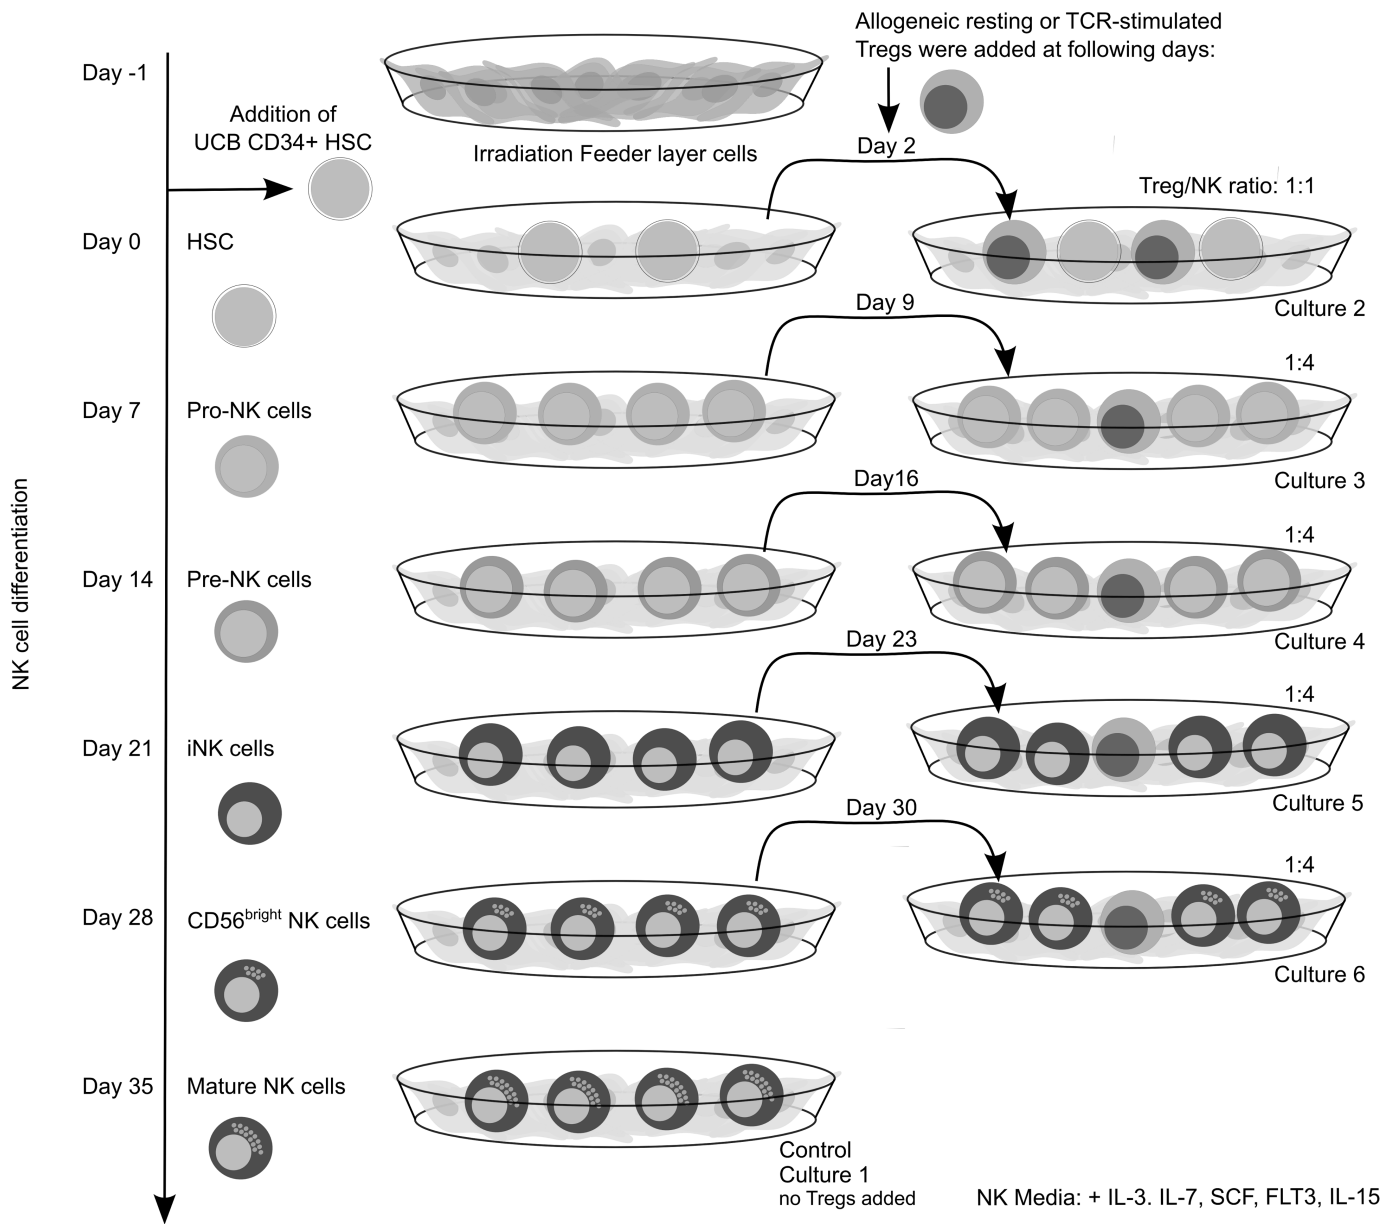 Allogeneic resting or TCR-stimulated
Tregs were added at following days:
Day -1
Addition of
UCB CD34+ HSC
Irradiation Feeder layer cells
Day 2
Treg/NK ratio: 1:1
Day 0
HSC
Culture 2
Day 9
1:4
Day 7
Pro-NK cells
Culture 3
Day16
1:4
Day 14
Pre-NK cells
Culture 4
Day 23
1:4
Day 21
iNK cells
Culture 5
Day 30
1:4
Day 28
CD56bright NK cells
Culture 6
Day 35
Mature NK cells
Control
Culture 1
no Tregs added
NK Media: + IL-3. IL-7, SCF, FLT3, IL-15
NK cell differentiation